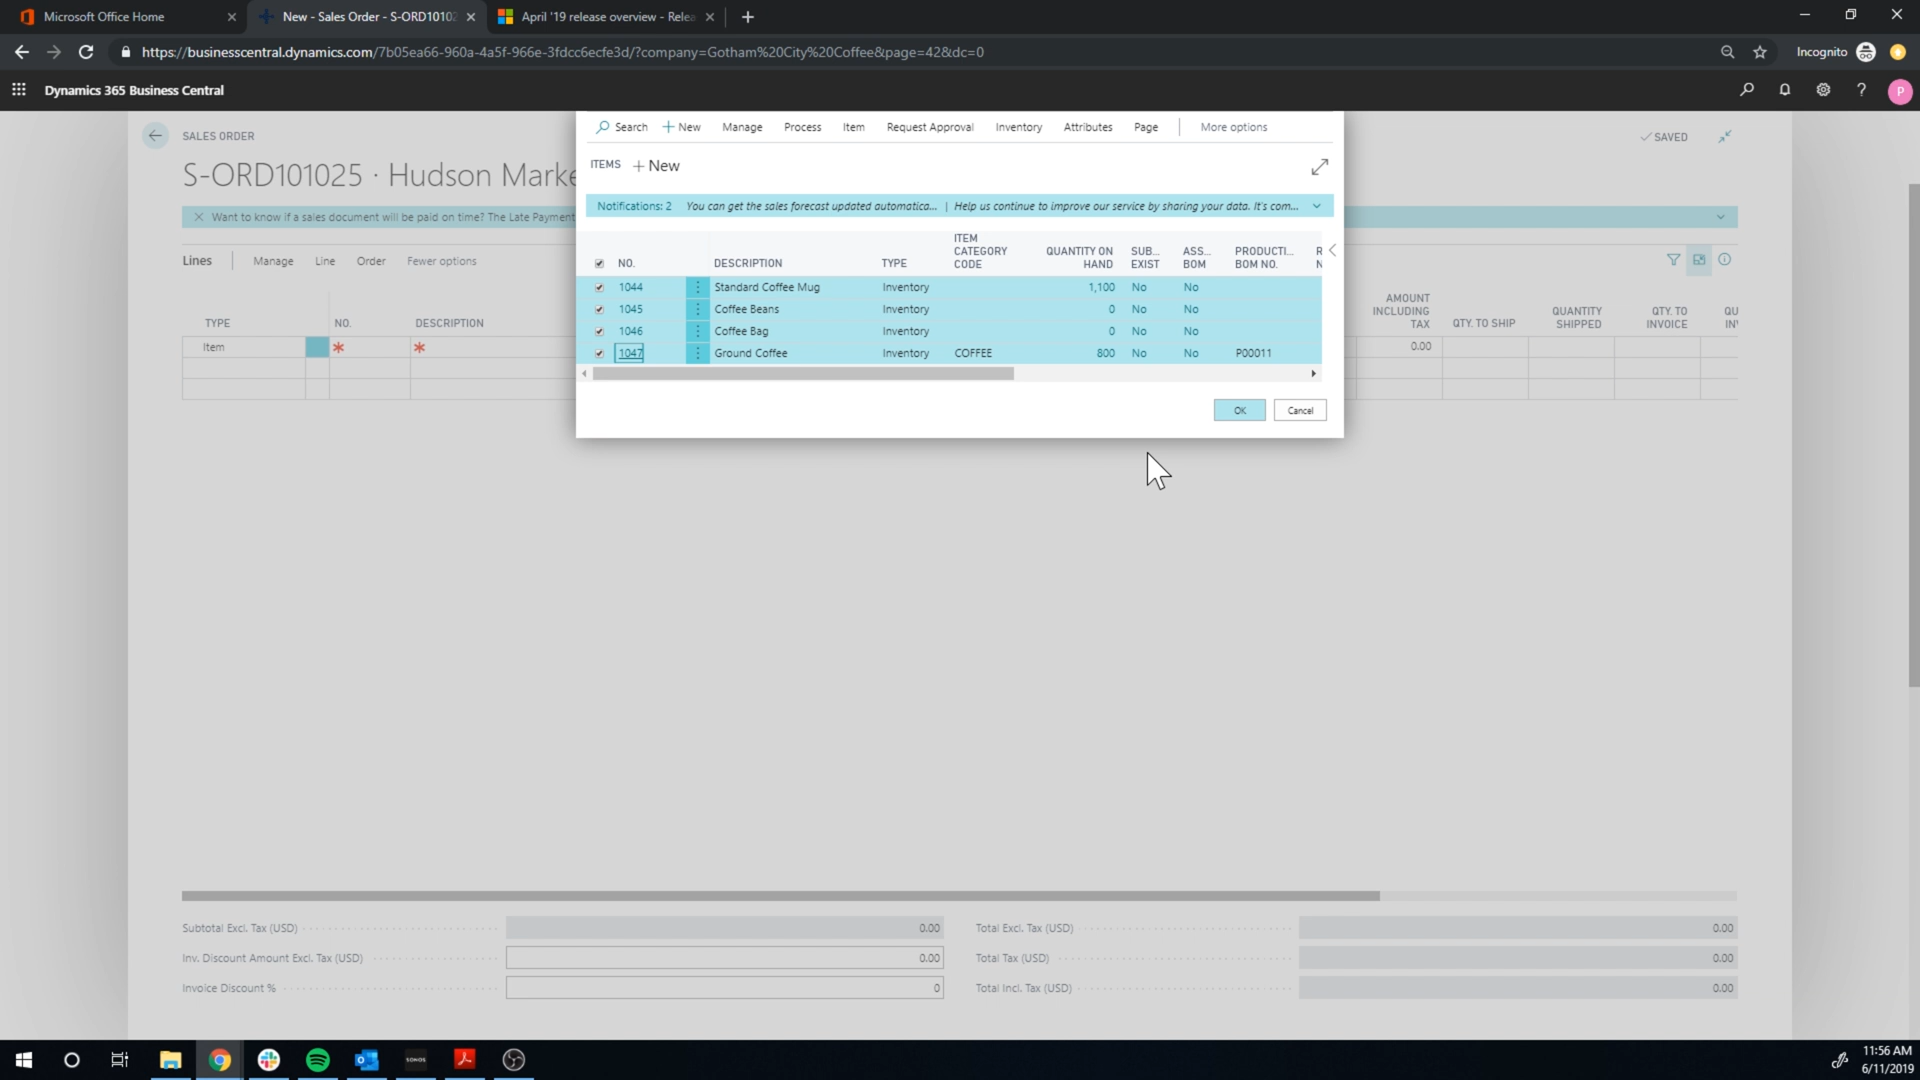 Microsoft Office Home
New - Sales Order - S-ORD10102
April '19 release overview - Relea
https://businesscentral.dynamics.com/7b05ea66-960a-4a5f-966e-3fdcc6ecfe3d/?company=Gotham%20City%20Coffee&page=42&dc=0
Incognito
Dynamics 365 Business Central
?
P
SALES ORDER
SAVED
S-ORD101025 · Hudson Marke
Want to know if a sales document will be paid on time? The Late Payment
Lines
Manage
Line
Order
Fewer options
TYPE
NO.
DESCRIPTION
AMOUNT INCLUDING TAX
QTY. TO SHIP
QUANTITY SHIPPED
QTY. TO INVOICE
QU
IN
Item
*
*
0.00
Search
+ New
Manage
Process
Item
Request Approval
Inventory
Attributes
Page
More options
ITEMS
+ New
Notifications: 2 You can get the sales forecast updated automatica... | Help us continue to improve our service by sharing your data. It's com...
NO.
DESCRIPTION
TYPE
ITEM CATEGORY CODE
QUANTITY ON HAND
SUB... EXIST
ASS... BOM
PRODUCTI... BOM NO.
R
N
1044 Standard Coffee Mug Inventory 1,100 No No
1045 Coffee Beans Inventory 0 No No
1046 Coffee Bag Inventory 0 No No
1047 Ground Coffee Inventory COFFEE 800 No No P00011
OK
Cancel
Subtotal Excl. Tax (USD) 0.00
Total Excl. Tax (USD) 0.00
Inv. Discount Amount Excl. Tax (USD) 0.00
Total Tax (USD) 0.00
Invoice Discount % 0
Total Incl. Tax (USD) 0.00
SONOS
11:56 AM
6/11/2019